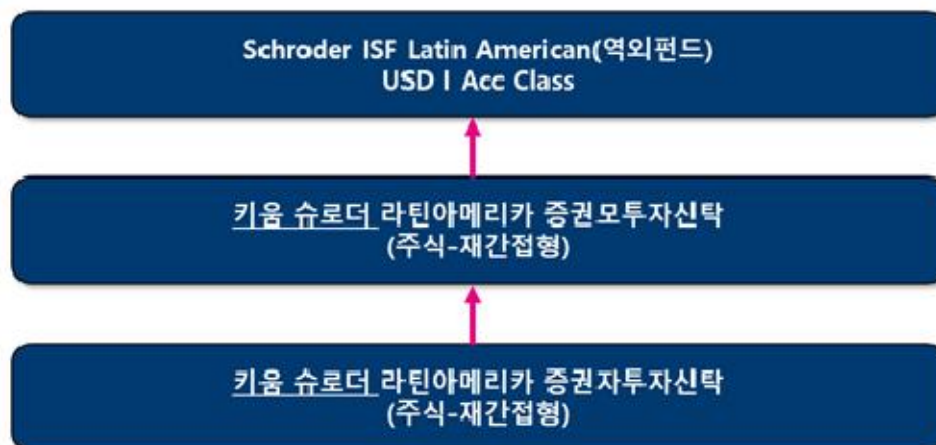 Schroder ISF Latin American(역외펀드)
USD I Acc Class
키움 슈로더 라틴아메리카 증권모투자신탁
(주식-재간접형)
키움 슈로더 라틴아메리카 증권자투자신탁
(주식-재간접형)